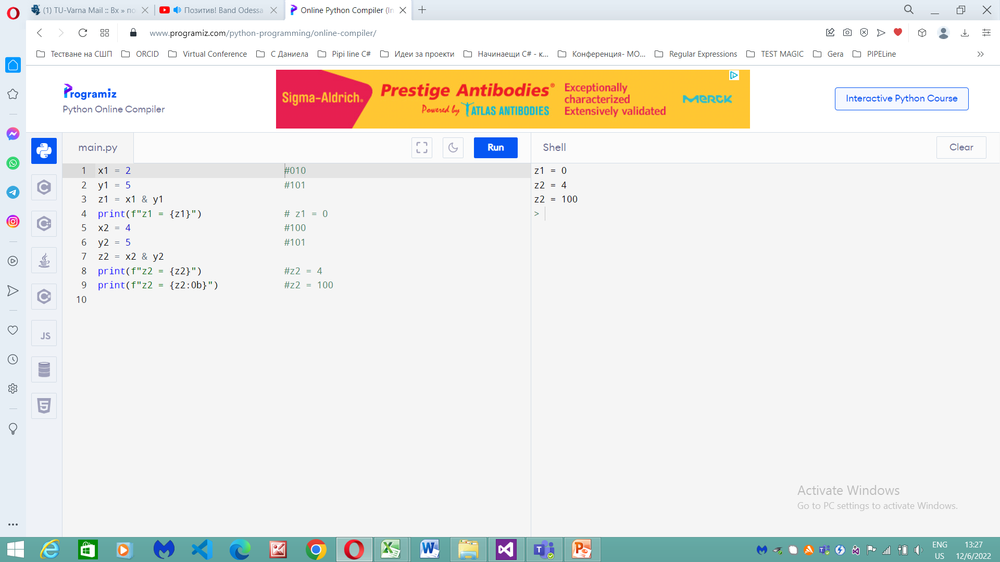 (1) TU-Varna Mail :: Вх » по
Позитив! Band Odessa
Online Python Compiler (In
www.programiz.com/python-programming/online-compiler/
Тестване на СШП
ORCID
Virtual Conference
С Даниела
Pipi line C#
Идеи за проекти
Начинаещи C# - к...
Конференция- МО...
Regular Expressions
TEST MAGIC
Gera
PIPELine
Programiz
Python Online Compiler
Sigma-Aldrich.
Prestige Antibodies®
Powered by ATLAS ANTIBODIES
Exceptionally
characterized
Extensively validated
MERCK
Interactive Python Course
main.py
Run
Shell
Clear
1 x1 = 2 #010
2 y1 = 5 #101
3 z1 = x1 & y1
4 print(f"z1 = {z1}") # z1 = 0
5 x2 = 4 #100
6 y2 = 5 #101
7 z2 = x2 & y2
8 print(f"z2 = {z2}") #z2 = 4
9 print(f"z2 = {z2:0b}") #z2 = 100
10
z1 = 0
z2 = 4
z2 = 100
>
JS
Activate Windows
Go to PC settings to activate Windows.
ENG
US
13:27
12/6/2022